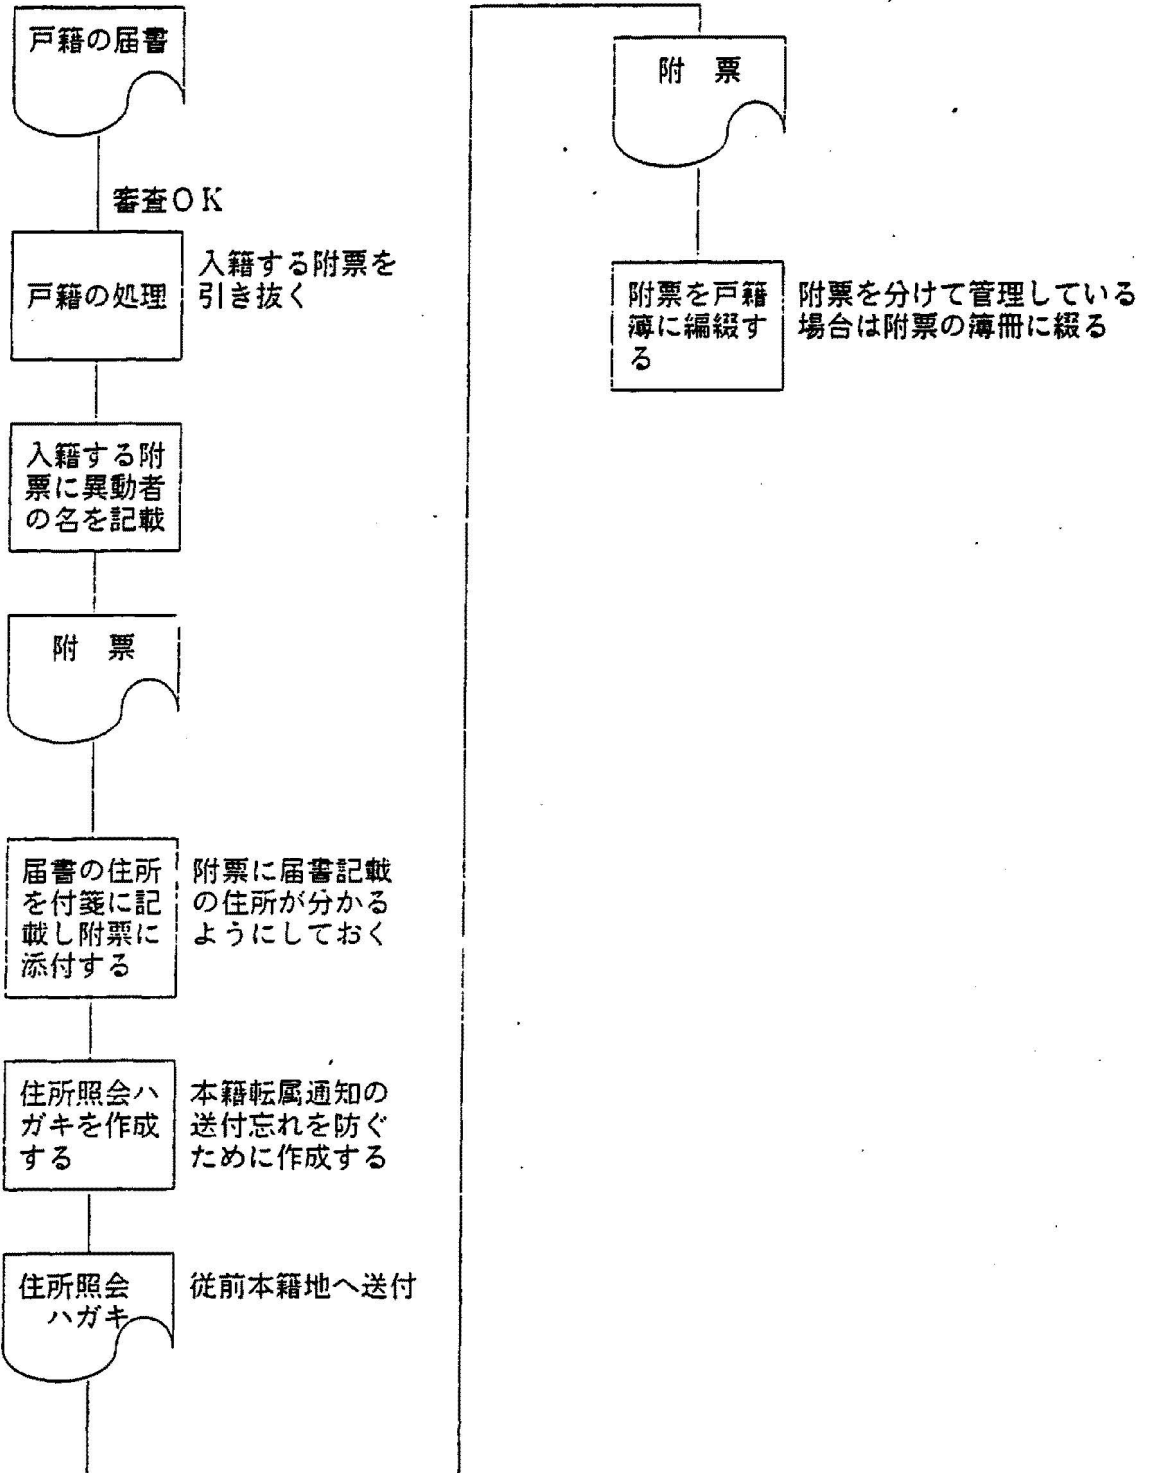 戸籍の届書
審査OK
戸籍の処理
入籍する附票を
引き抜く
入籍する附
票に異動者
の名を記載
附　票
届書の住所
を付箋に記
載し附票に
添付する
附票に届書記載
の住所が分かる
ようにしておく
住所照会ハ
ガキを作成
する
本籍転属通知の
送付忘れを防ぐ
ために作成する
住所照会
ハガキ
従前本籍地へ送付
附　票
附票を戸籍
簿に編綴す
る
附票を分けて管理している
場合は附票の簿冊に綴る